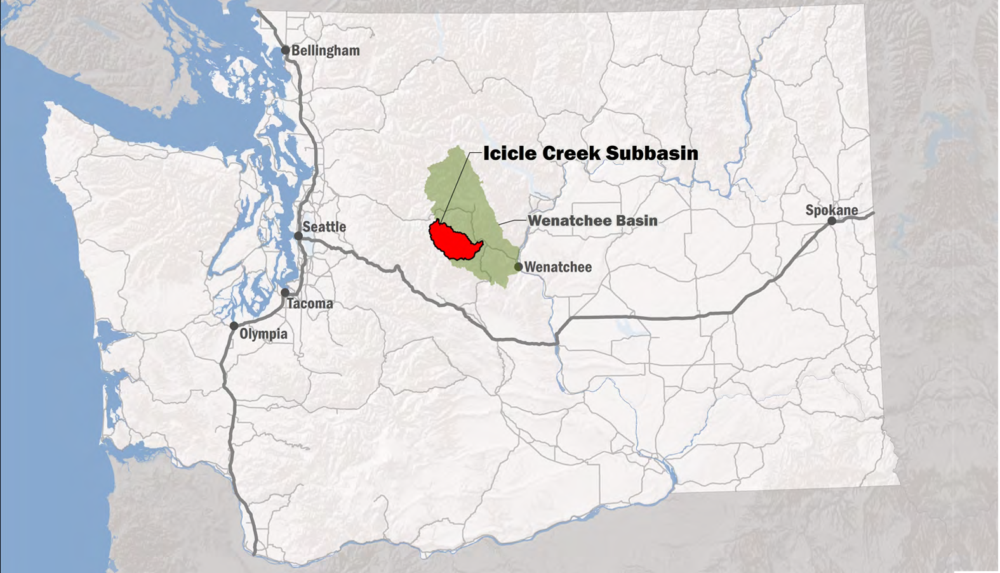 Bellingham
Icicle Creek Subbasin
Spokane
Wenatchee Basin
Seattle
Wenatchee
Tacoma
Olympia